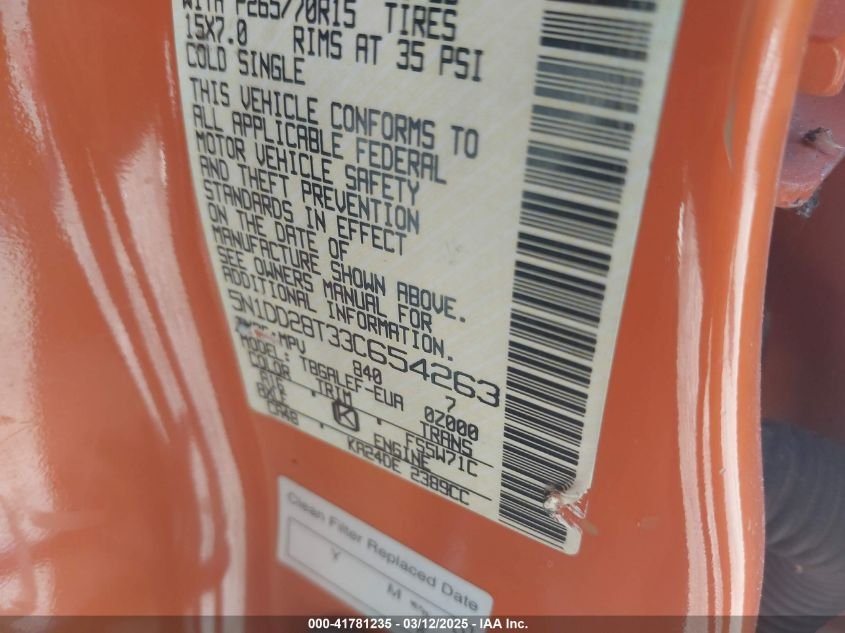 WITH P265/70R15 TIRES
15X7.0 RIMS AT 35 PSI
COLD SINGLE
THIS VEHICLE CONFORMS TO
ALL APPLICABLE FEDERAL
MOTOR VEHICLE SAFETY
AND THEFT PREVENTION
STANDARDS IN EFFECT
ON THE DATE OF
MANUFACTURE SHOWN ABOVE.
SEE OWNERS MANUAL FOR
ADDITIONAL INFORMATION.
5N1DD28T33C654263
MPV 840 7
MODEL: TBGALEF-EUA 0Z000
COLOR TRIM TRANS
K FS5W71C
AXLE ENGINE
CA48 KA24DE 2389CC
Clean Filter Replaced Date
Y M
000-41781235 - 03/12/2025 - IAA Inc.